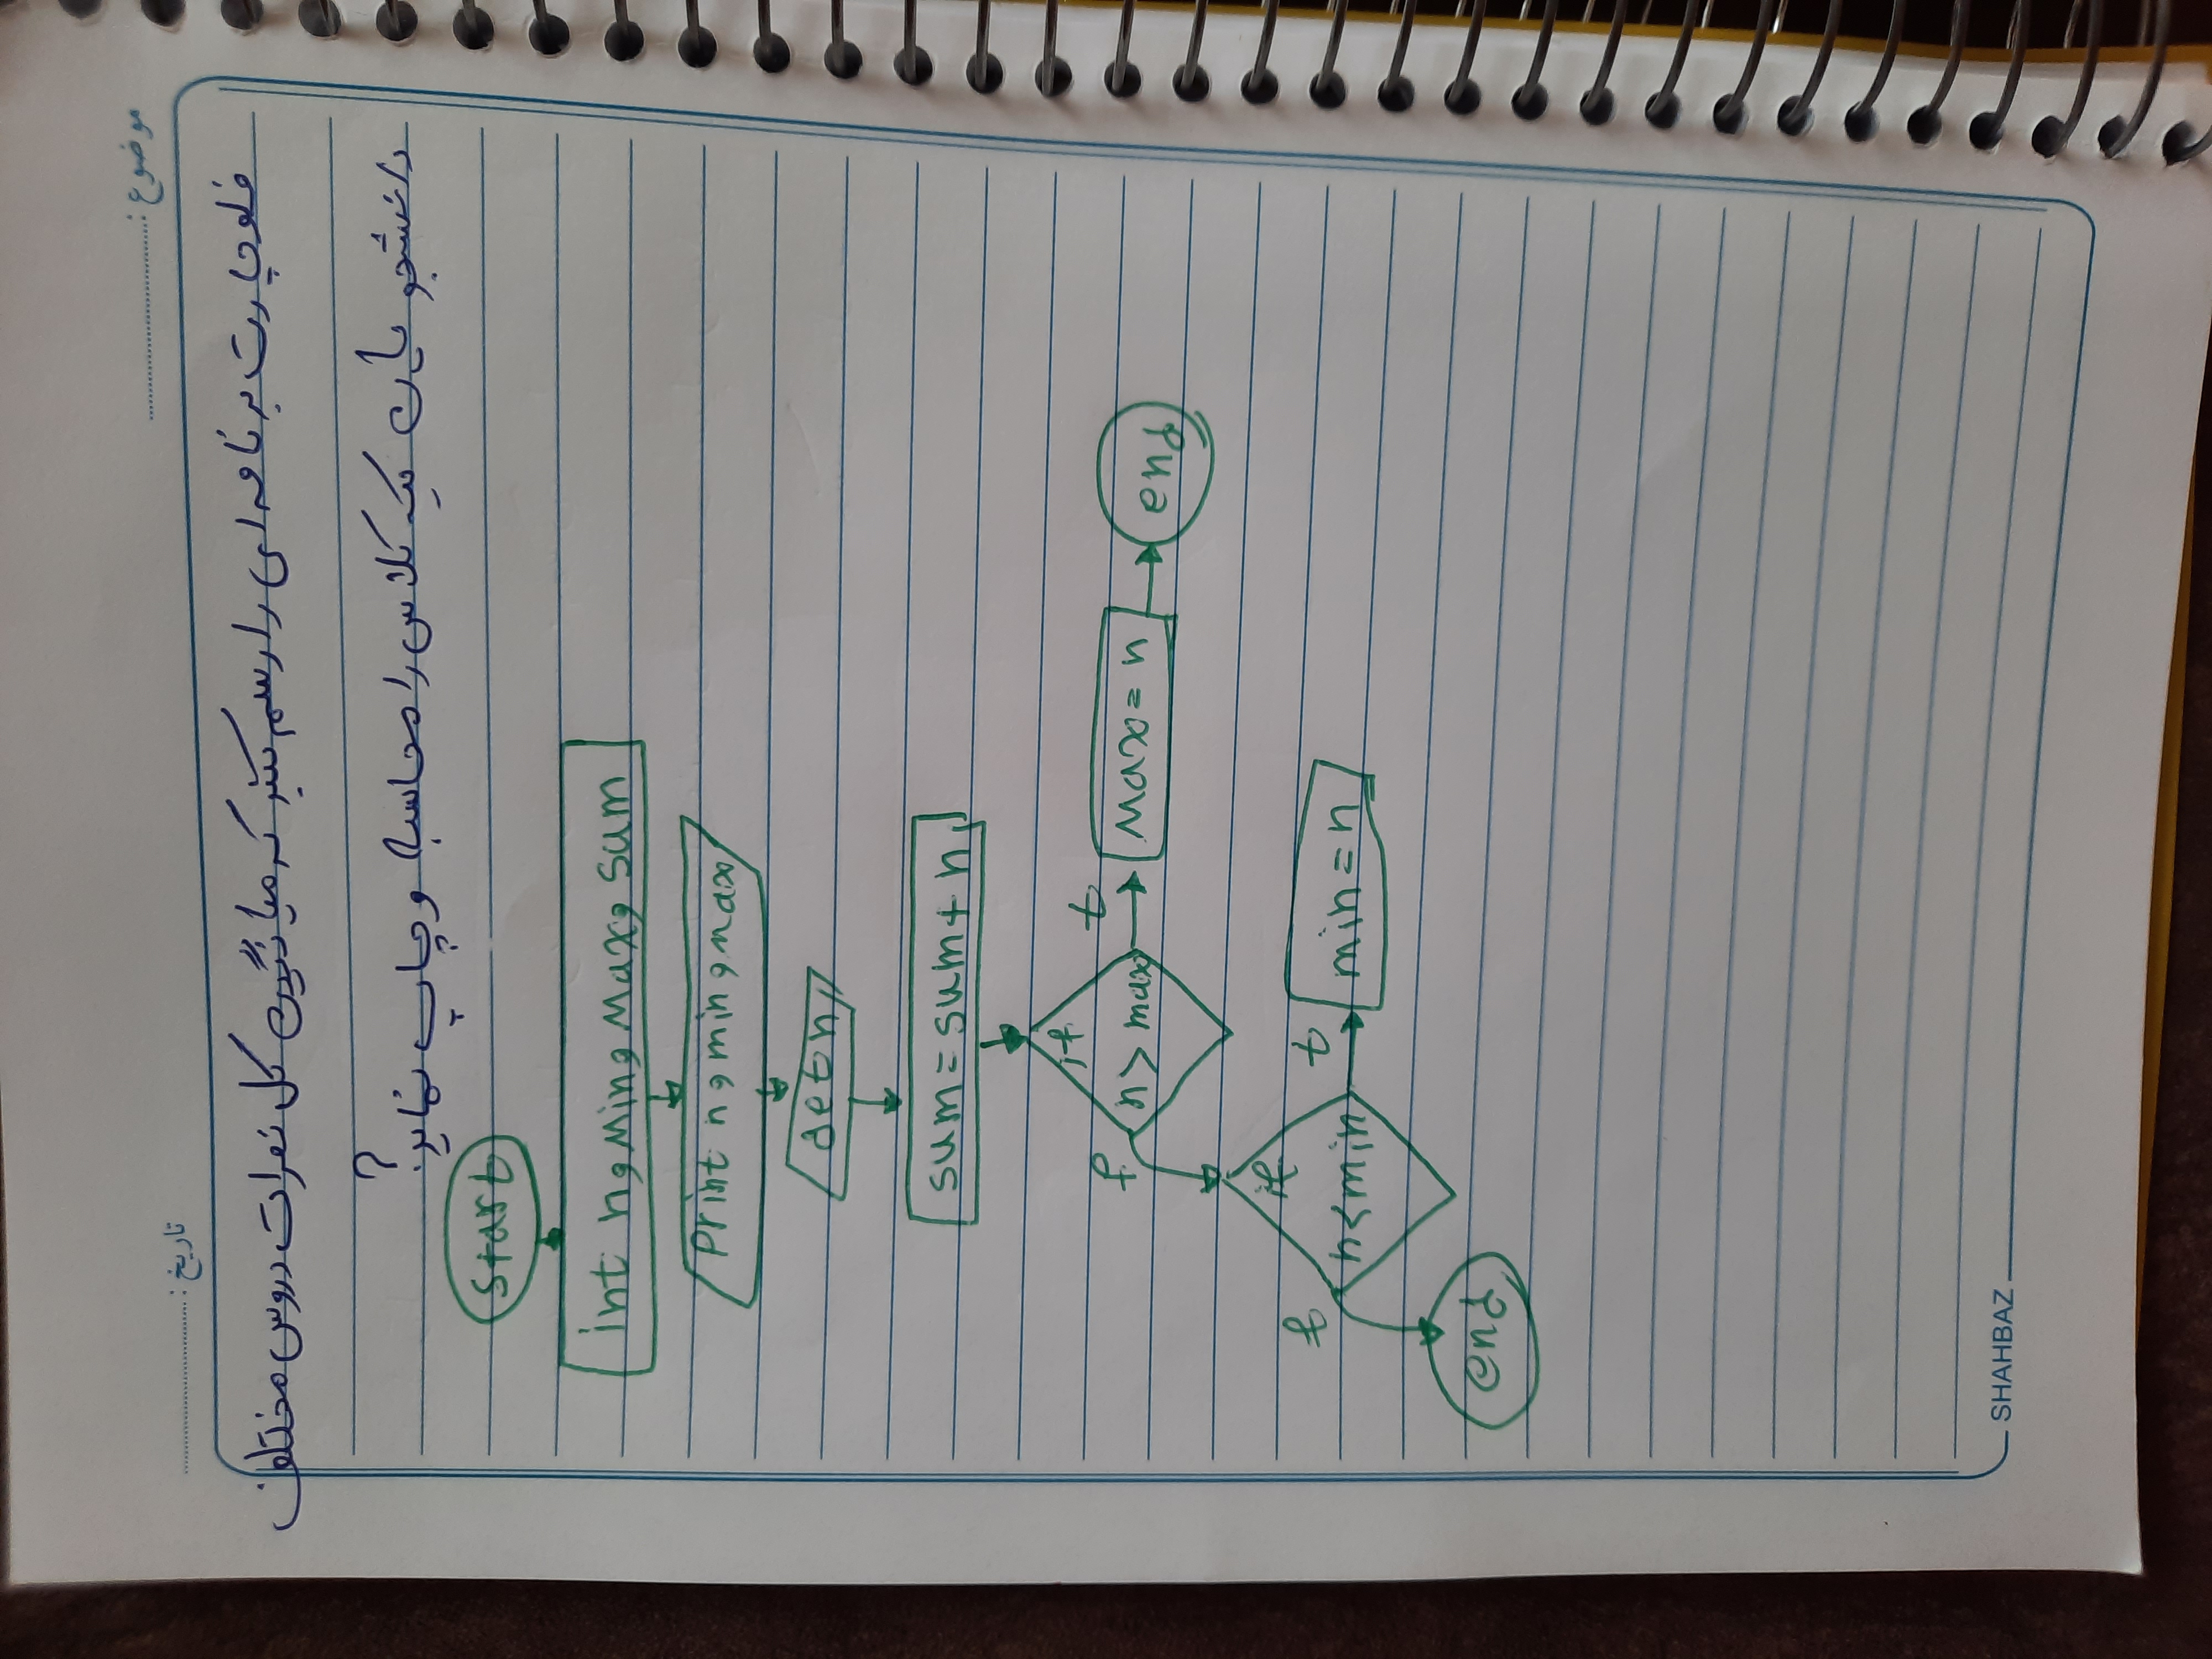 موضوع :
تاریخ :
فلوچارت برنامه ای را رسم کنید که میانگین کل نمرات دروس مختلف
دانشجویان یک کلاس را محاسبه و چاپ نماید؟
start
int n, Min, Max, sum
Print n, min, max
get n
sum = sum + n
if
n > max
t
f
Max = n
end
if
n < min
t
f
min = n
end
SHAHBAZ